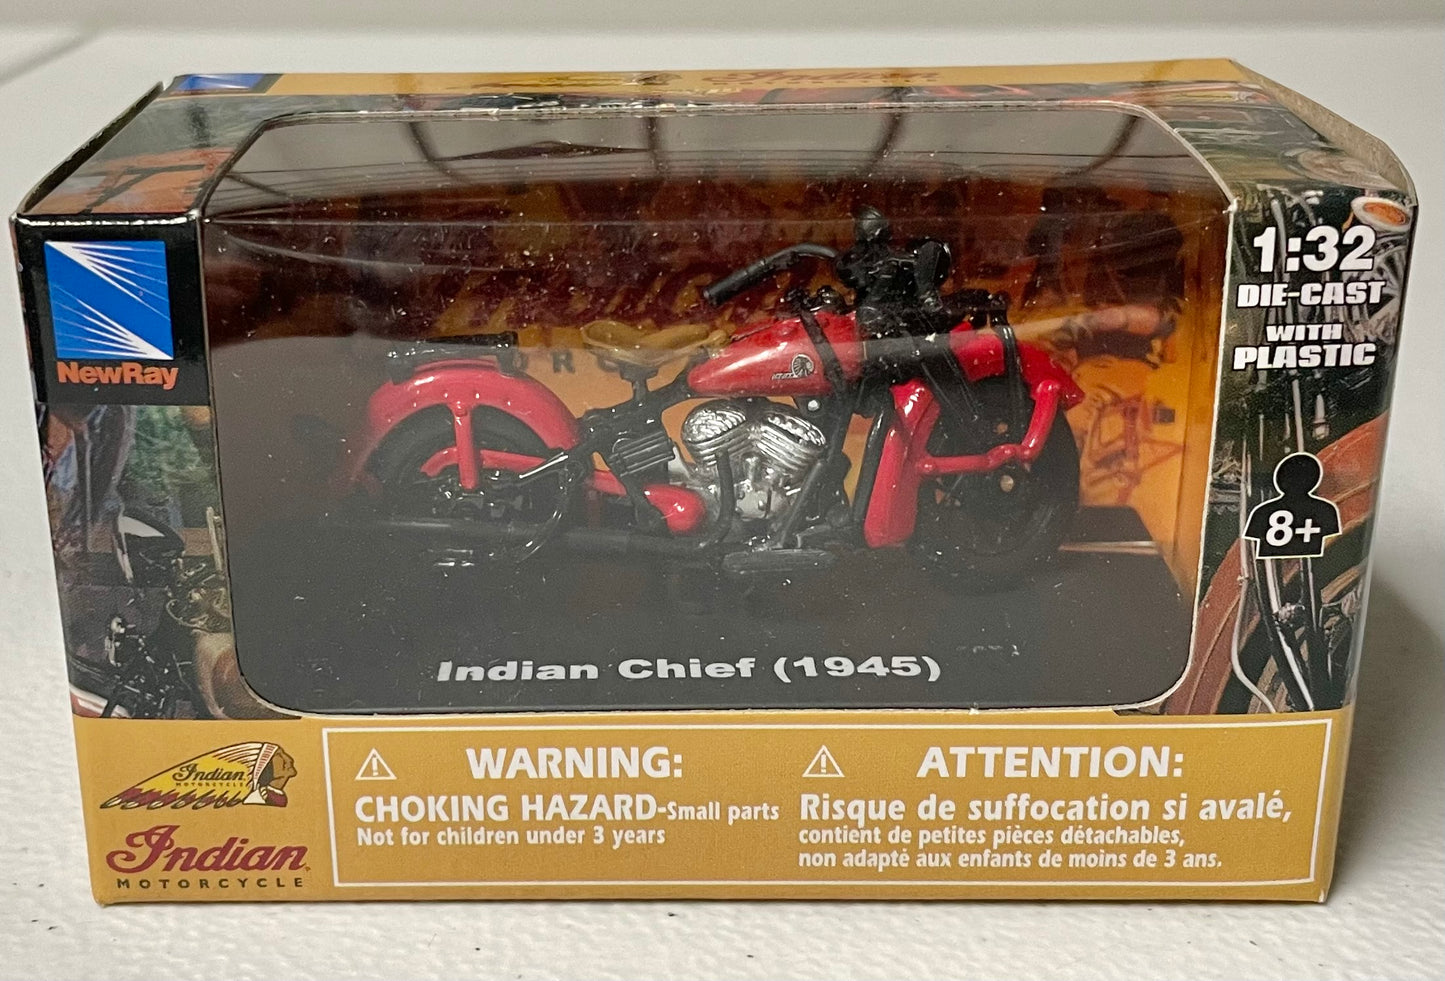 Indian
NewRay
1:32
DIE-CAST
WITH
PLASTIC
8+
Indian Chief (1945)
Indian
MOTORCYCLE
Indian
MOTORCYCLE
WARNING:
CHOKING HAZARD-Small parts
Not for children under 3 years
ATTENTION:
Risque de suffocation si avalé,
contient de petites pièces détachables,
non adapté aux enfants de moins de 3 ans.